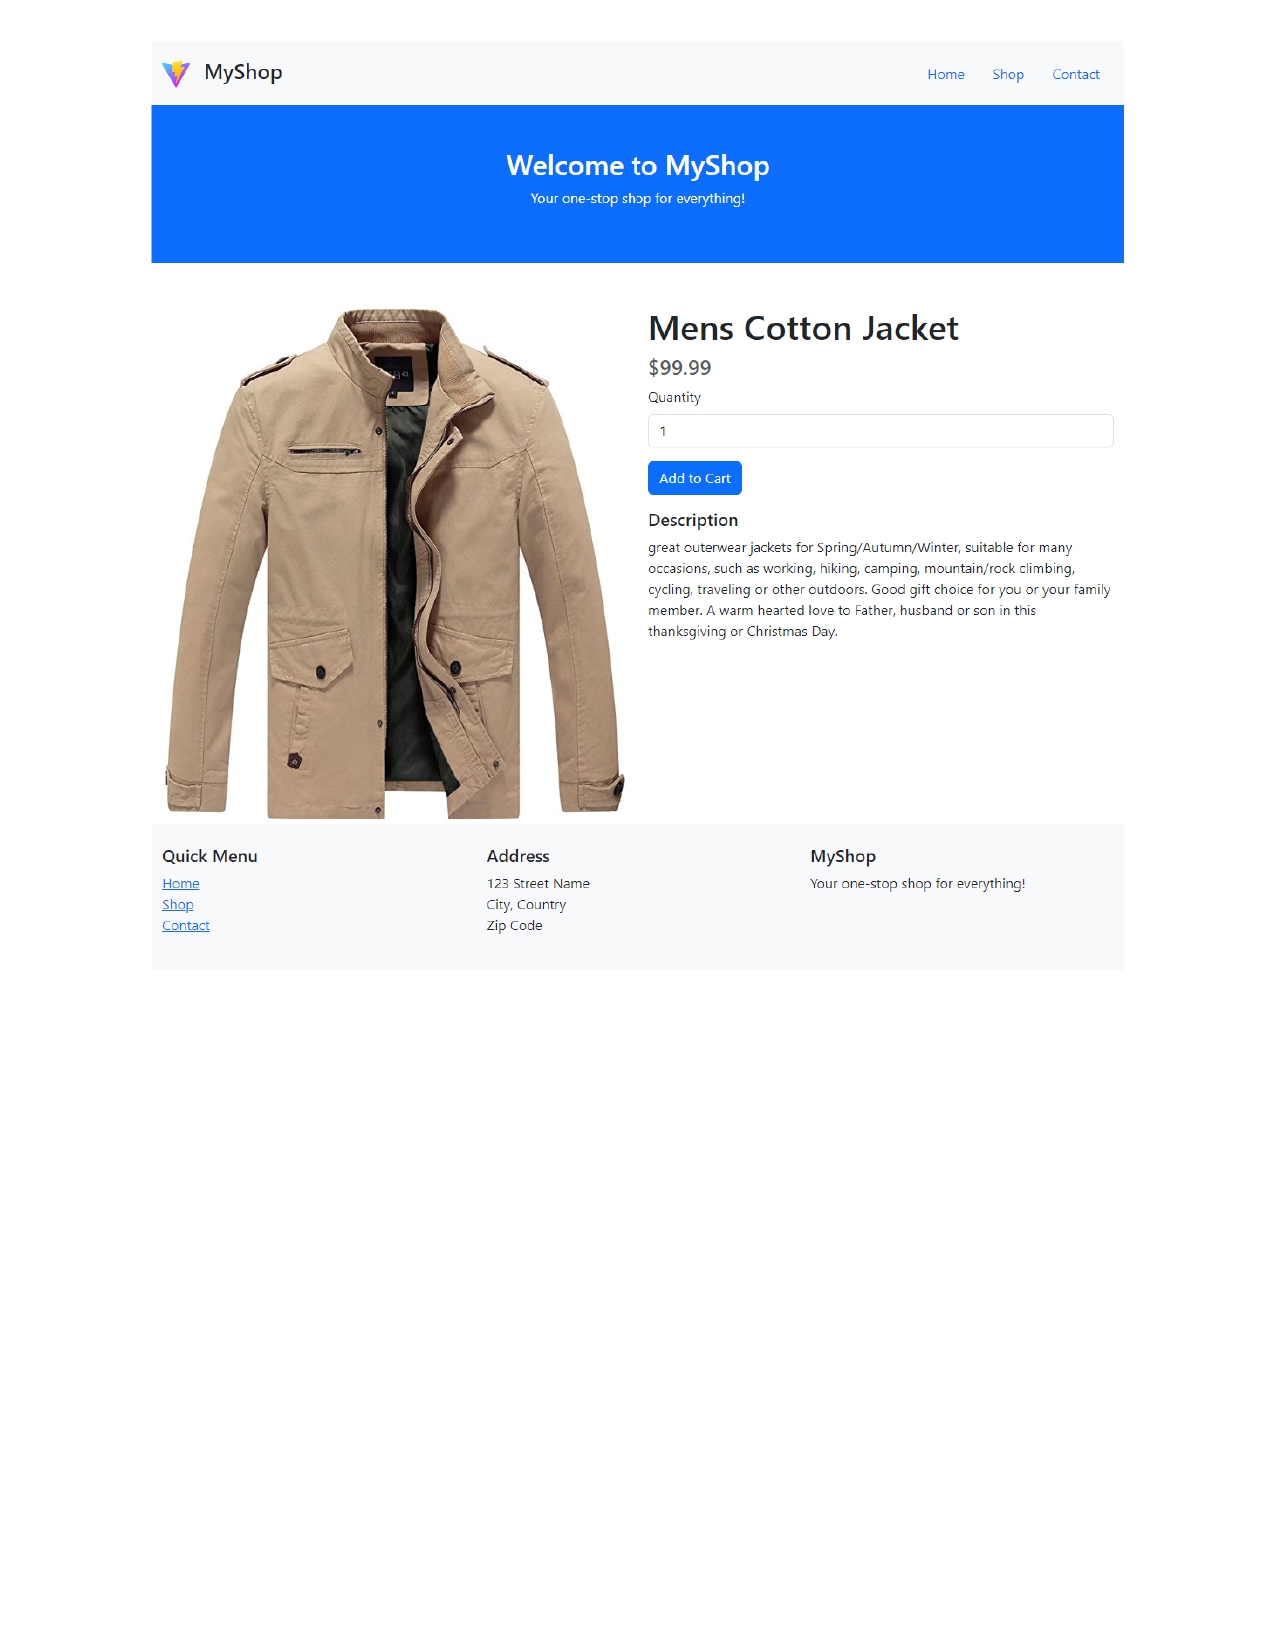 MyShop
Home Shop Contact
Welcome to MyShop
Your one-stop shop for everything!
Mens Cotton Jacket
$99.99
Quantity
1
Add to Cart
Description
great outerwear jackets for Spring/Autumn/Winter, suitable for many
occasions, such as working, hiking, camping, mountain/rock climbing,
cycling, traveling or other outdoors. Good gift choice for you or your family
member. A warm hearted love to Father, husband or son in this
thanksgiving or Christmas Day.
Quick Menu
Home
Shop
Contact
Address
123 Street Name
City, Country
Zip Code
MyShop
Your one-stop shop for everything!